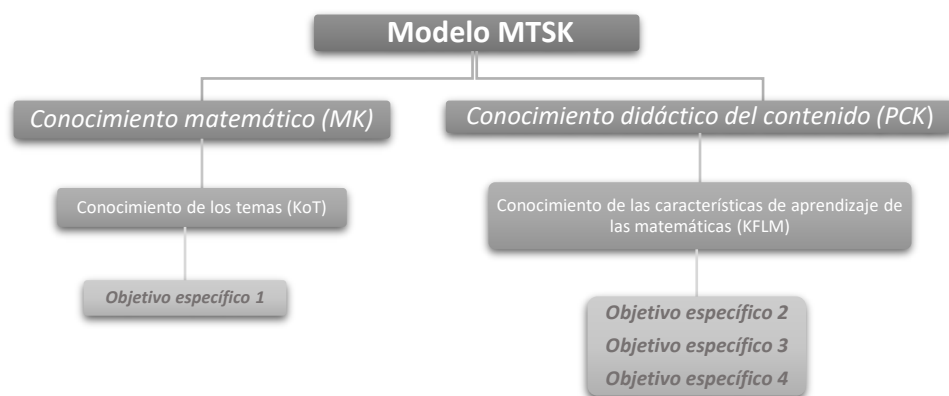 Modelo MTSK
Conocimiento matemático (MK)
Conocimiento didáctico del contenido (PCK)
Conocimiento de los temas (KoT)
Conocimiento de las características de aprendizaje de
las matemáticas (KFLM)
Objetivo específico 1
Objetivo específico 2
Objetivo específico 3
Objetivo específico 4